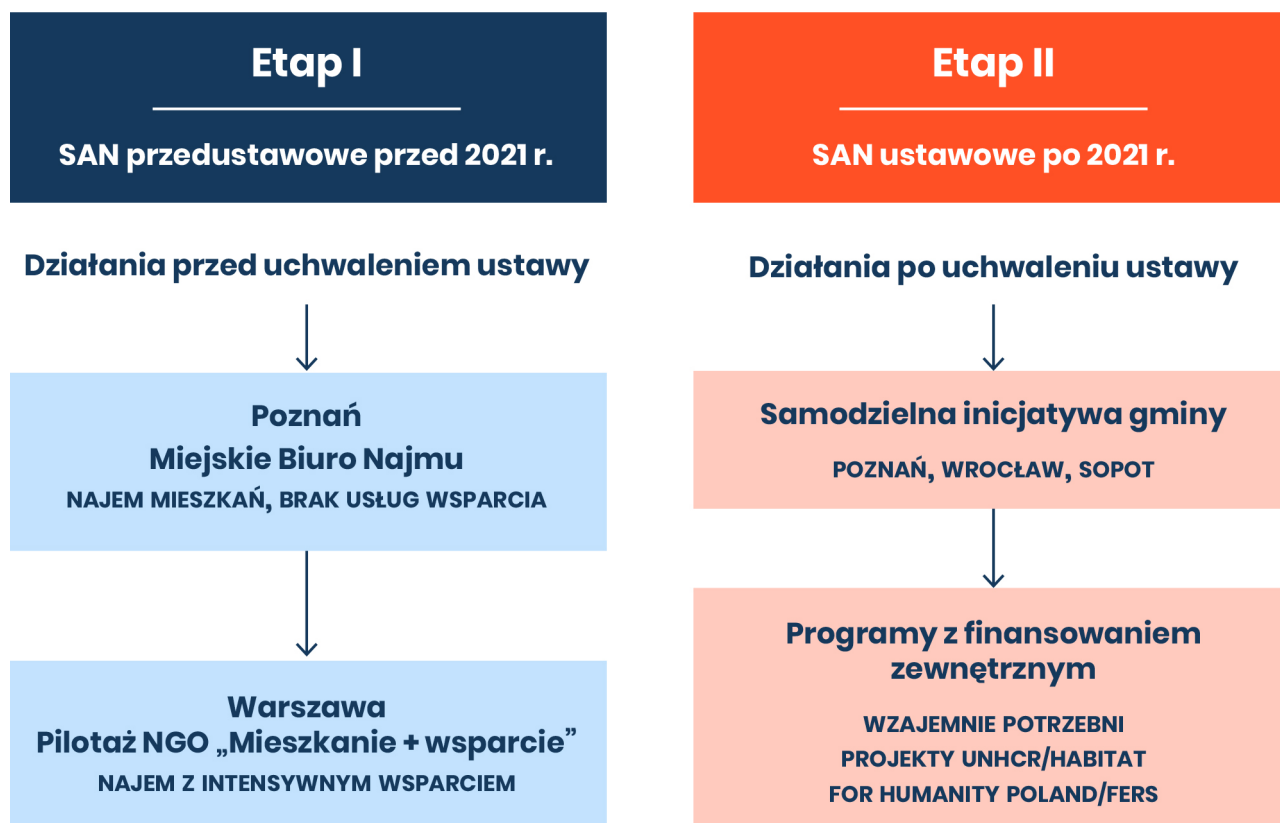 Etap I
SAN przedustawowe przed 2021 r.
Działania przed uchwaleniem ustawy
Poznań
Miejskie Biuro Najmu
NAJEM MIESZKAŃ, BRAK USŁUG WSPARCIA
Warszawa
Pilotaż NGO „Mieszkanie + wsparcie”
NAJEM Z INTENSYWNYM WSPARCIEM
Etap II
SAN ustawowe po 2021 r.
Działania po uchwaleniu ustawy
Samodzielna inicjatywa gminy
POZNAŃ, WROCŁAW, SOPOT
Programy z finansowaniem
zewnętrznym
WZAJEMNIE POTRZEBNI
PROJEKTY UNHCR/HABITAT
FOR HUMANITY POLAND/FERS